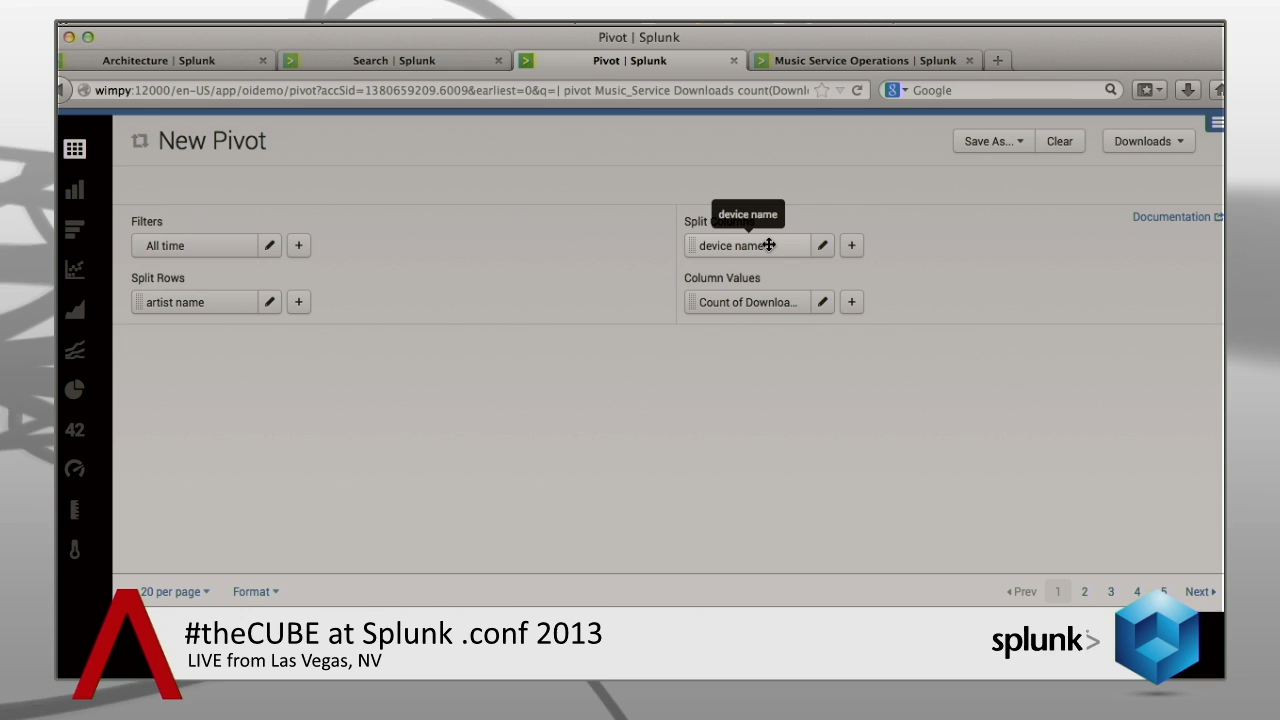 Pivot | Splunk
Architecture | Splunk
Search | Splunk
Pivot | Splunk
Music Service Operations | Splunk
wimpy:12000/en-US/app/oidemo/pivot?accSid=1380659209.6009&earliest=0&q=| pivot Music_Service Downloads count(Downl
Google
New Pivot
Save As...
Clear
Downloads
Documentation
Filters
All time
Split Rows
artist name
device name
Split
device name
Column Values
Count of Downloa...
42
20 per page
Format
Prev
1
2
3
4
5
Next
#theCUBE at Splunk .conf 2013
LIVE from Las Vegas, NV
splunk>